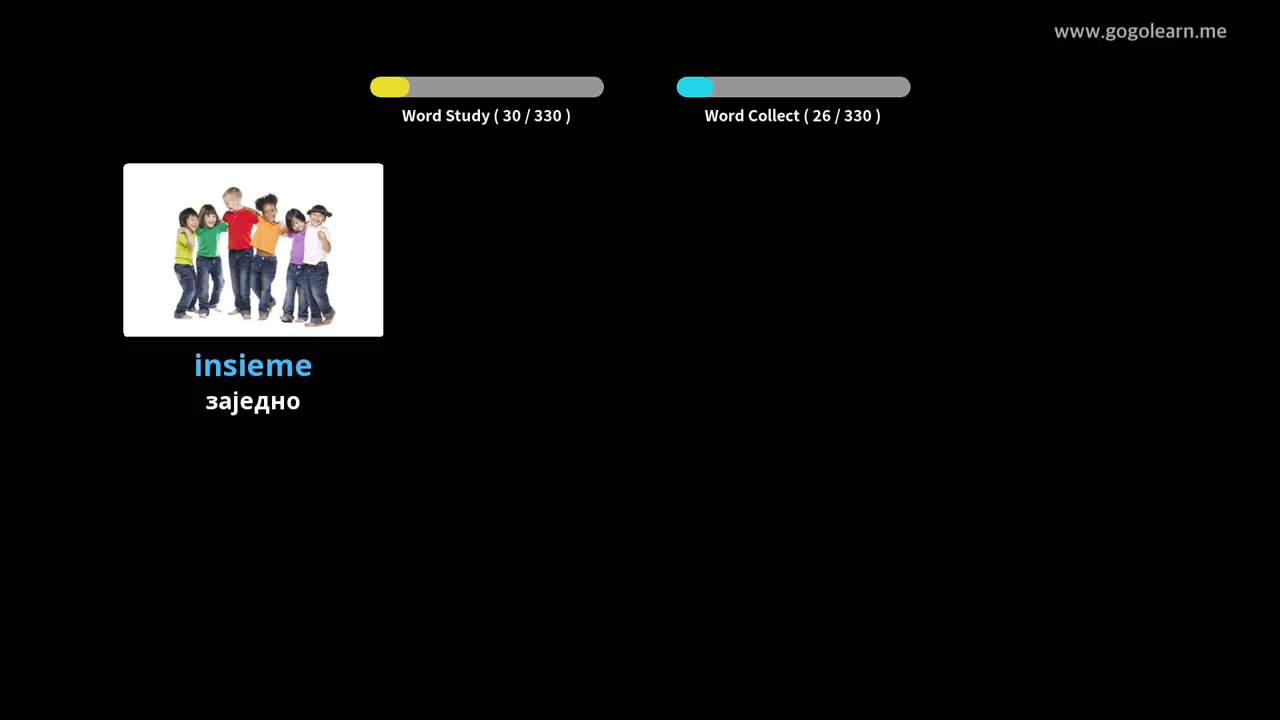 www.gogolearn.me
Word Study ( 30 / 330 )
Word Collect ( 26 / 330 )
insieme
заједно